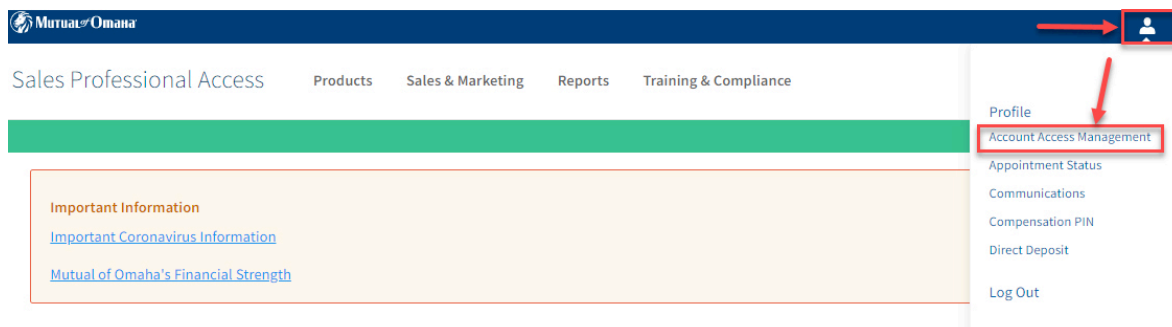 Mutual of Omaha
Sales Professional Access
Products
Sales & Marketing
Reports
Training & Compliance
Profile
Account Access Management
Appointment Status
Communications
Compensation PIN
Direct Deposit
Log Out
Important Information
Important Coronavirus Information
Mutual of Omaha's Financial Strength